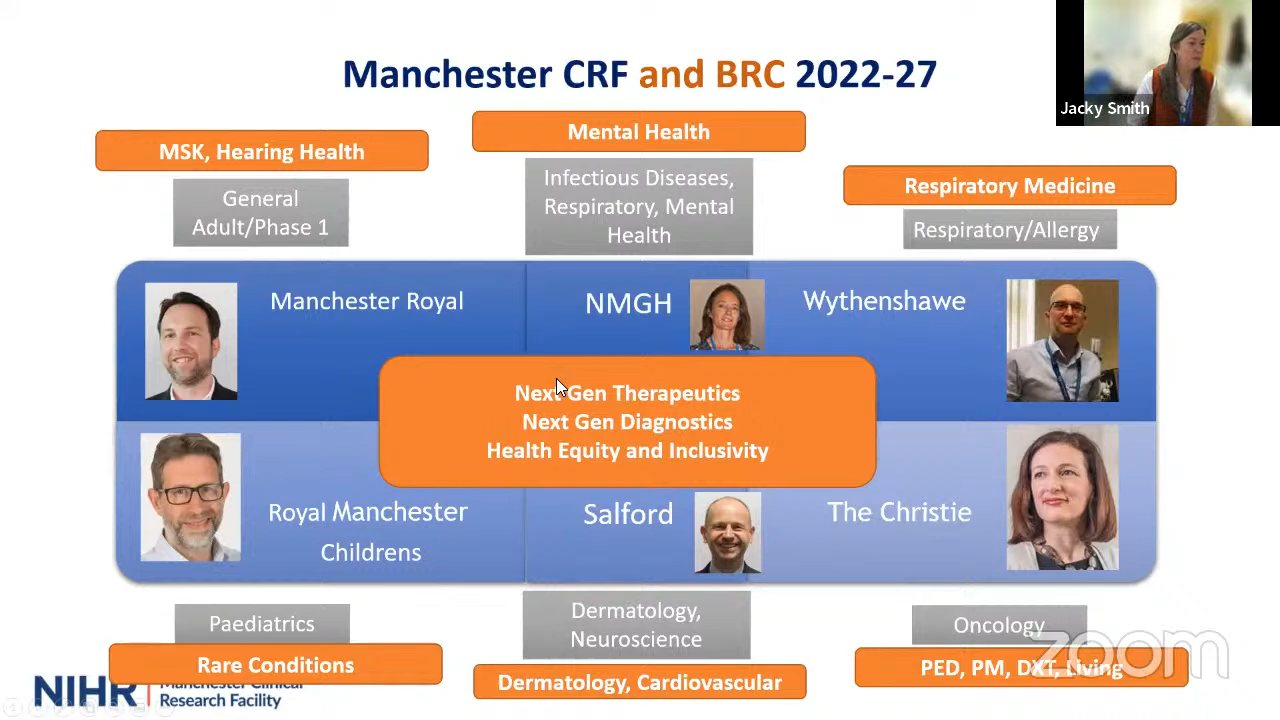 Manchester CRF and BRC 2022-27
Jacky Smith
MSK, Hearing Health
General
Adult/Phase 1
Mental Health
Infectious Diseases,
Respiratory, Mental
Health
Respiratory Medicine
Respiratory/Allergy
Manchester Royal
NMGH
Wythenshawe
Next Gen Therapeutics
Next Gen Diagnostics
Health Equity and Inclusivity
Royal Manchester
Childrens
Salford
The Christie
Paediatrics
Rare Conditions
Dermatology,
Neuroscience
Dermatology, Cardiovascular
Oncology
PED, PM, DXT, Living
NIHR
Manchester Clinical
Research Facility
zoom